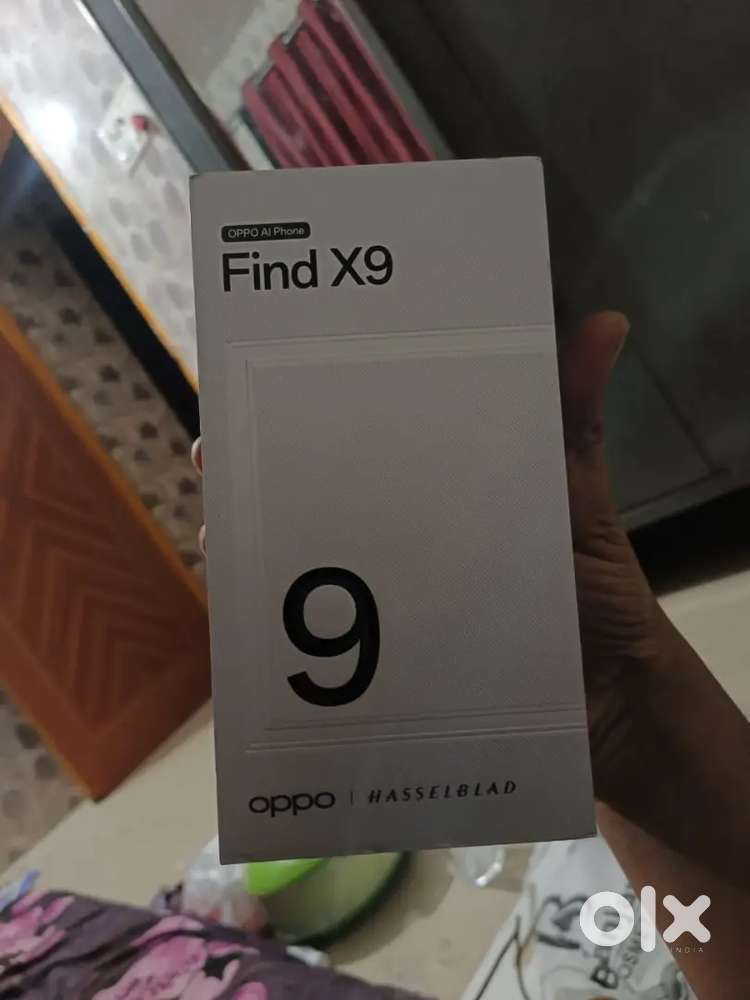 OPPO AI Phone
Find X9
9
oppo | HASSELBLAD
olx
INDIA